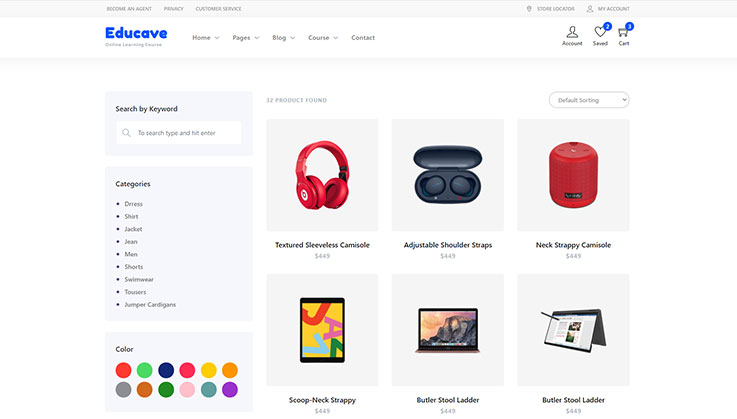 BECOME AN AGENT PRIVACY CUSTOMER SERVICE STORE LOCATOR MY ACCOUNT
Educave
Online Learning Course
Home Pages Blog Course Contact
2 3
Account Saved Cart
Search by Keyword
To search type and hit enter
Categories
Drress
Shirt
Jacket
Jean
Men
Shorts
Swimwear
Tousers
Jumper Cardigans
Color
32 PRODUCT FOUND Default Sorting
Textured Sleeveless Camisole Adjustable Shoulder Straps Neck Strappy Camisole
$449 $449 $449
Scoop-Neck Strappy Butler Stool Ladder Butler Stool Ladder
$449 $449 $449